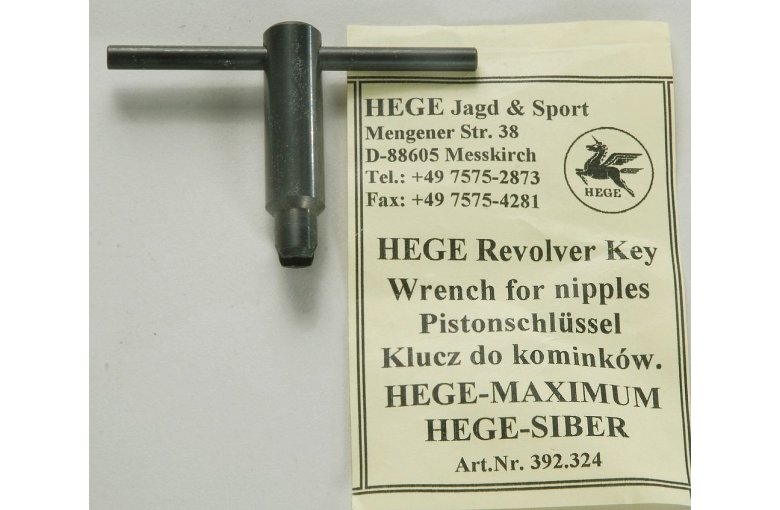 HEGE Jagd & Sport
Mengener Str. 38
D-88605 Messkirch
Tel.: +49 7575-2873
Fax: +49 7575-4281
HEGE
HEGE Revolver Key
Wrench for nipples
Pistonschlüssel
Klucz do kominków.
HEGE-MAXIMUM
HEGE-SIBER
Art.Nr. 392.324